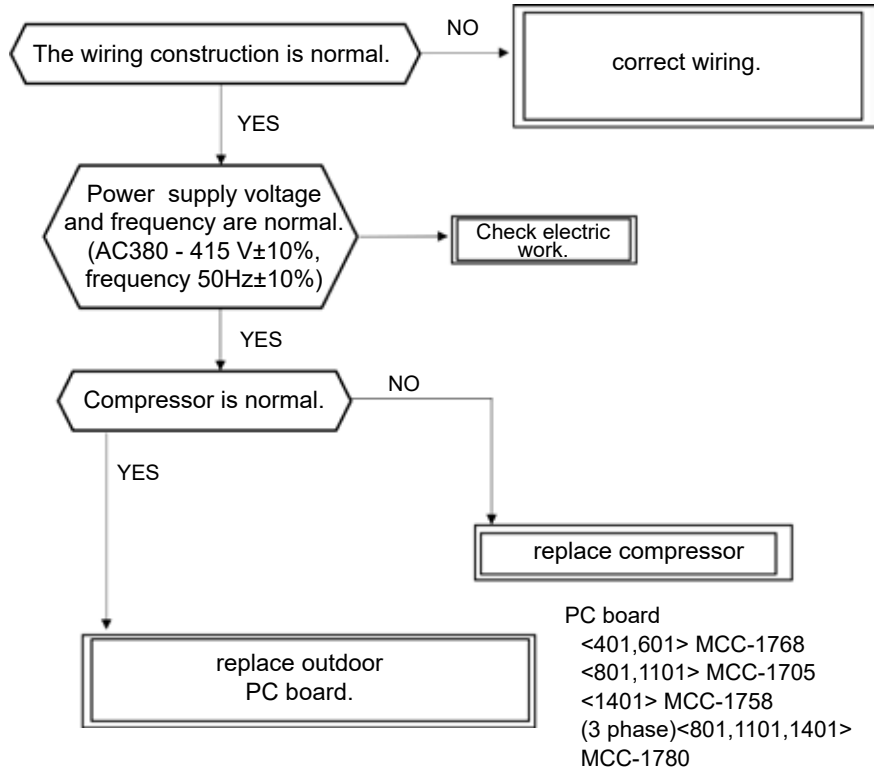 The wiring construction is normal.
NO
correct wiring.
YES
Power supply voltage
and frequency are normal.
(AC380 - 415 V±10%,
frequency 50Hz±10%)
Check electric
work.
YES
Compressor is normal.
NO
YES
replace compressor
replace outdoor
PC board.
PC board
<401,601> MCC-1768
<801,1101> MCC-1705
<1401> MCC-1758
(3 phase)<801,1101,1401>
MCC-1780